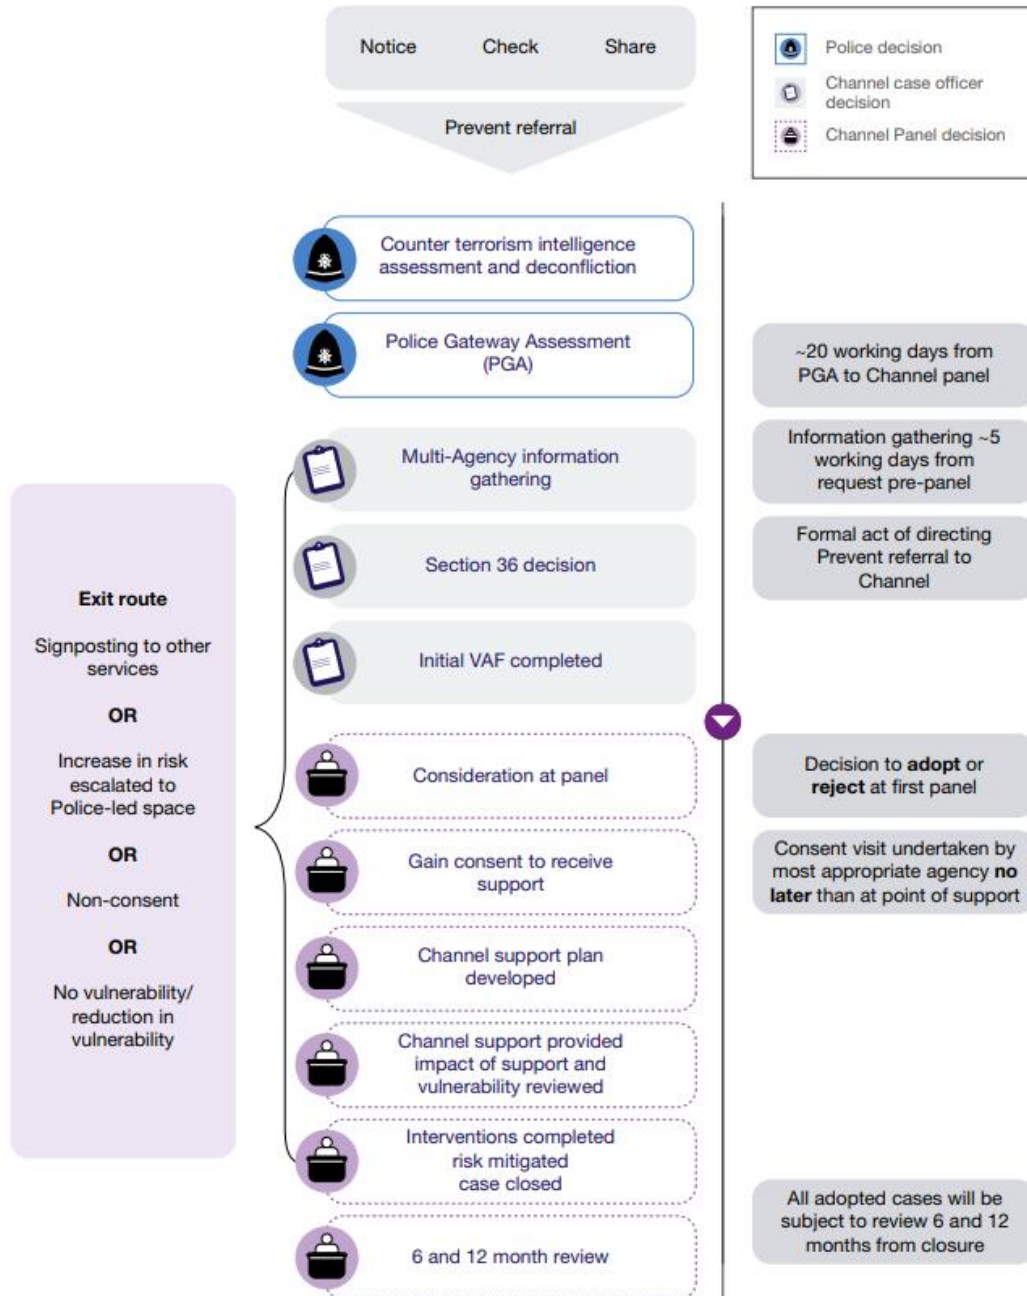 Notice Check Share
Prevent referral
Police decision
Channel case officer
decision
Channel Panel decision
Counter terrorism intelligence
assessment and deconfliction
Police Gateway Assessment
(PGA)
~20 working days from
PGA to Channel panel
Multi-Agency information
gathering
Information gathering ~5
working days from
request pre-panel
Section 36 decision
Formal act of directing
Prevent referral to
Channel
Initial VAF completed
Exit route
Signposting to other
services
OR
Increase in risk
escalated to
Police-led space
OR
Non-consent
OR
No vulnerability/
reduction in
vulnerability
Consideration at panel
Decision to adopt or
reject at first panel
Gain consent to receive
support
Consent visit undertaken by
most appropriate agency no
later than at point of support
Channel support plan
developed
Channel support provided
impact of support and
vulnerability reviewed
Interventions completed
risk mitigated
case closed
6 and 12 month review
All adopted cases will be
subject to review 6 and 12
months from closure